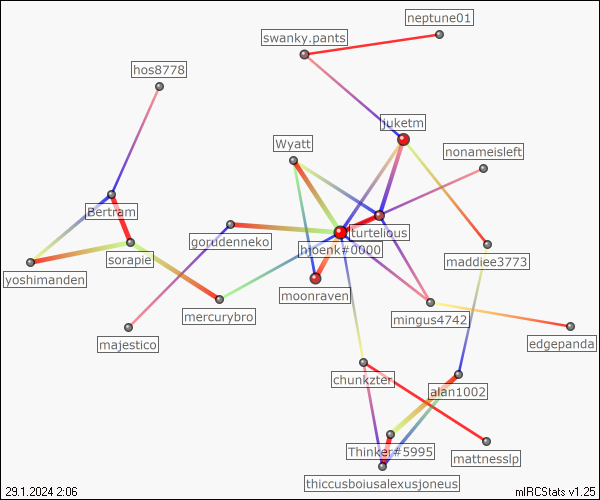 neptune01
swanky.pants
hos8778
juketm
Wyatt
nonameisleft
Bertram
turtelious
gorudenneko
htoenk#0000
sorapie
maddiee3773
yoshimanden
moonraven
mercurybro
mingus4742
majestico
edgepanda
chunkzter
alan1002
Thinker#5995
mattnesslp
thiccusboiusalexusjoneus
29.1.2024 2:06
mIRCStats v1.25